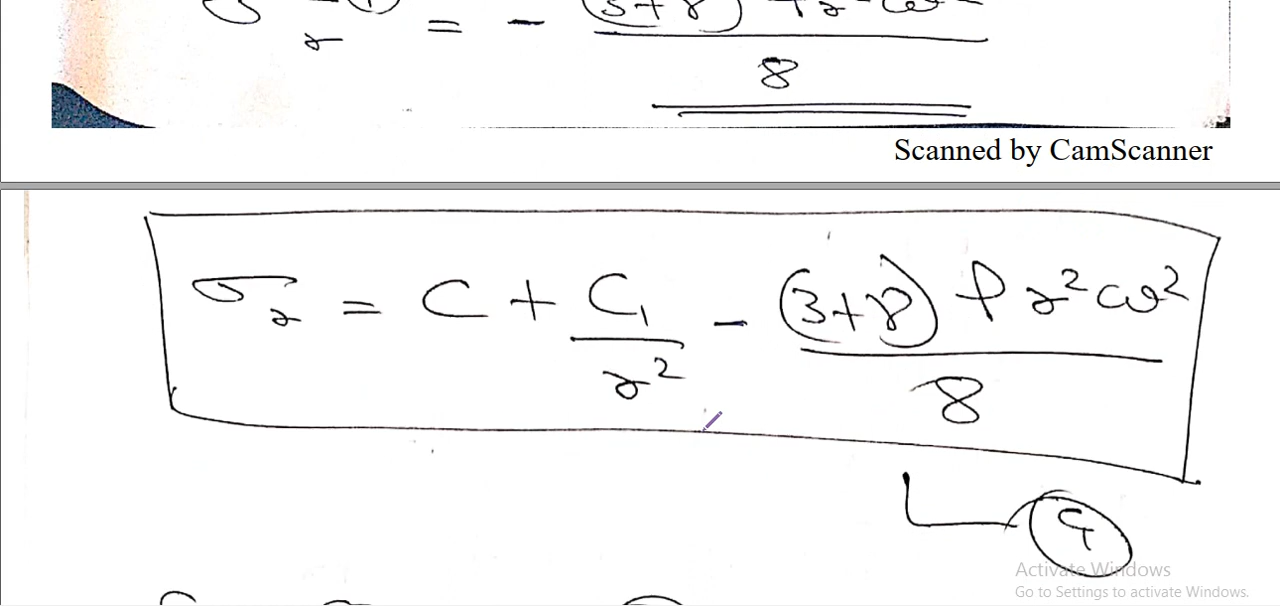 = -
8
Scanned by CamScanner
σr = C + C₁/r² - (3+γ) ρ r² ω² / 8
Activate Windows
Go to Settings to activate Windows.